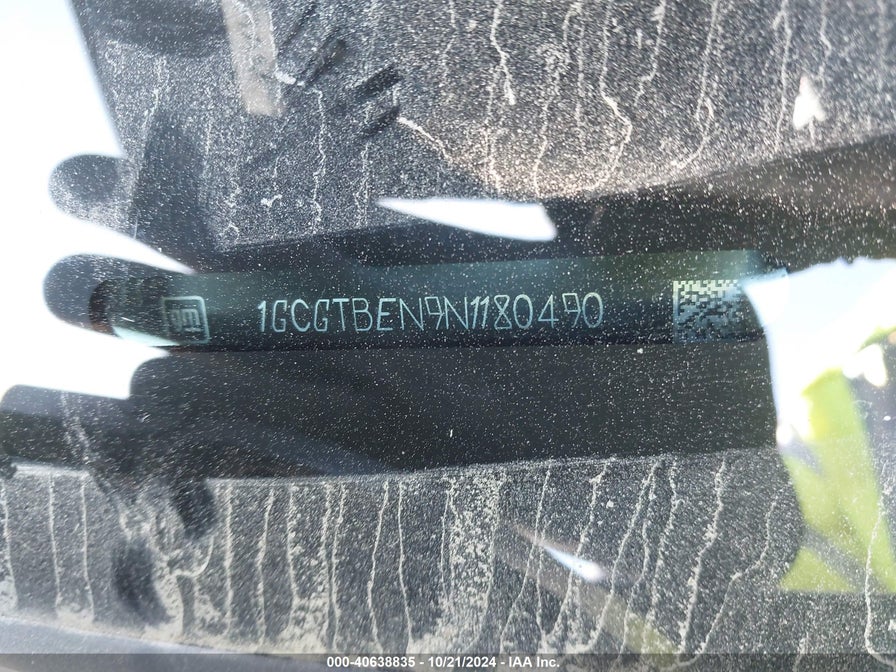 GM
1GCGTBEN9N1180490
000-40638835 - 10/21/2024 - IAA Inc.